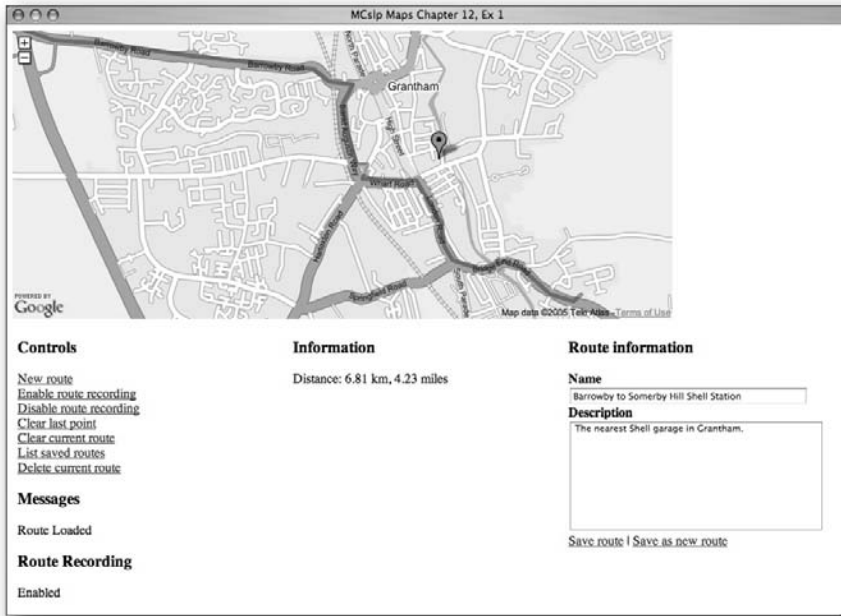 MCslp Maps Chapter 12, Ex 1
+
−
Barrowby Road
Barrowby Road
North Parade
Grantham
High Street
Wharf Road
Harlaxton Road
Springfield Road
South Parade
POWERED BY
Google
Map data ©2005 Tele Atlas - Terms of Use
Controls
New route
Enable route recording
Disable route recording
Clear last point
Clear current route
List saved routes
Delete current route
Messages
Route Loaded
Route Recording
Enabled
Information
Distance: 6.81 km, 4.23 miles
Route information
Name
Barrowby to Somerby Hill Shell Station
Description
The nearest Shell garage in Grantham.
Save route | Save as new route